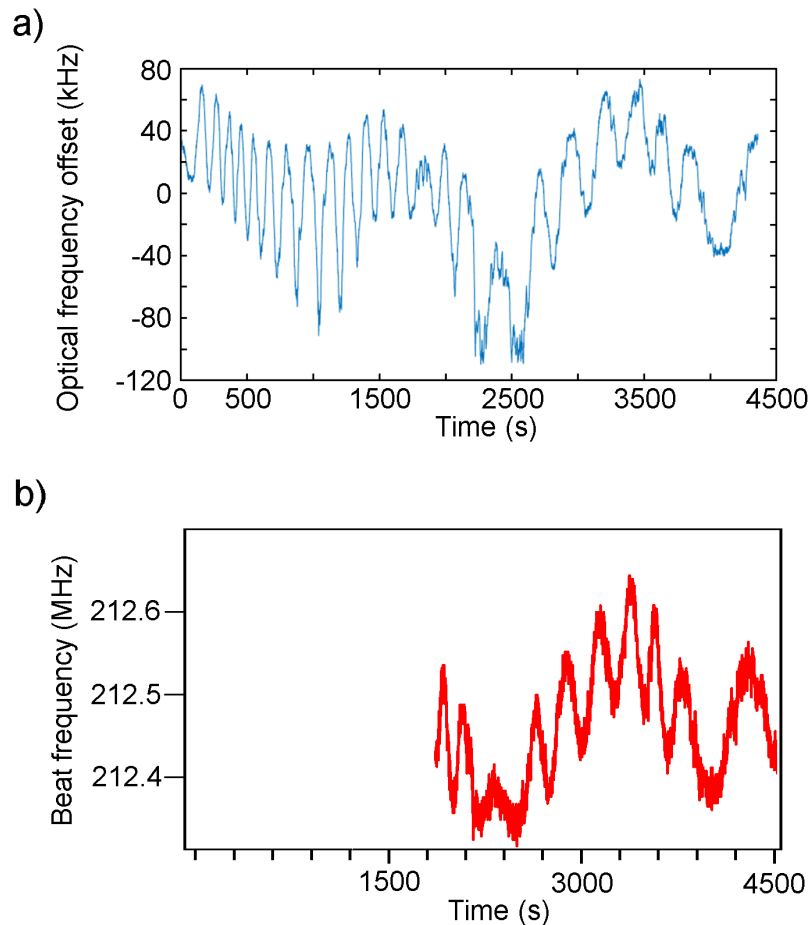 a)
Optical frequency offset (kHz)
80
40
0
-40
-80
-120
0 500 1500 2500 3500 4500
Time (s)
b)
Beat frequency (MHz)
212.6
212.5
212.4
1500 3000 4500
Time (s)